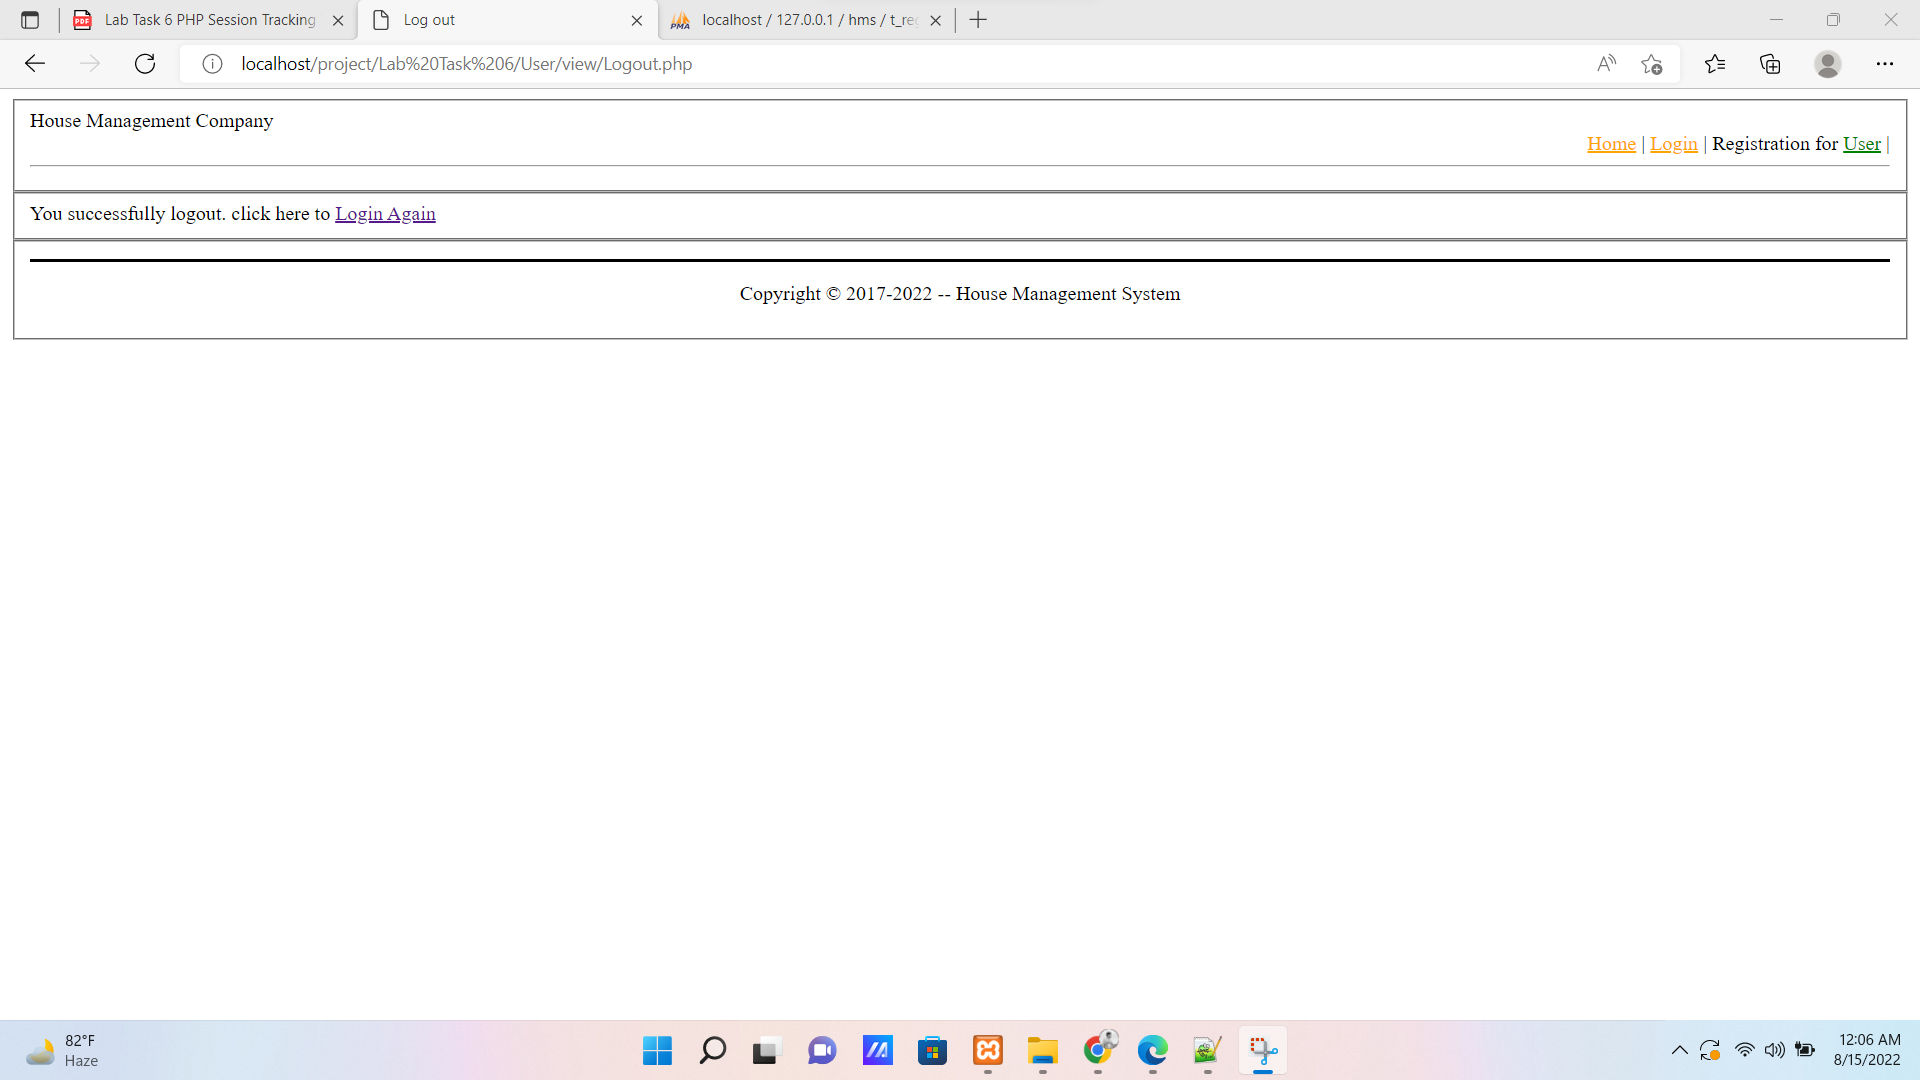 Lab Task 6 PHP Session Tracking
Log out
localhost / 127.0.0.1 / hms / t_re
localhost/project/Lab%20Task%206/User/view/Logout.php
House Management Company
Home | Login | Registration for User |
You successfully logout. click here to Login Again
Copyright © 2017-2022 -- House Management System
82°F
Haze
12:06 AM
8/15/2022